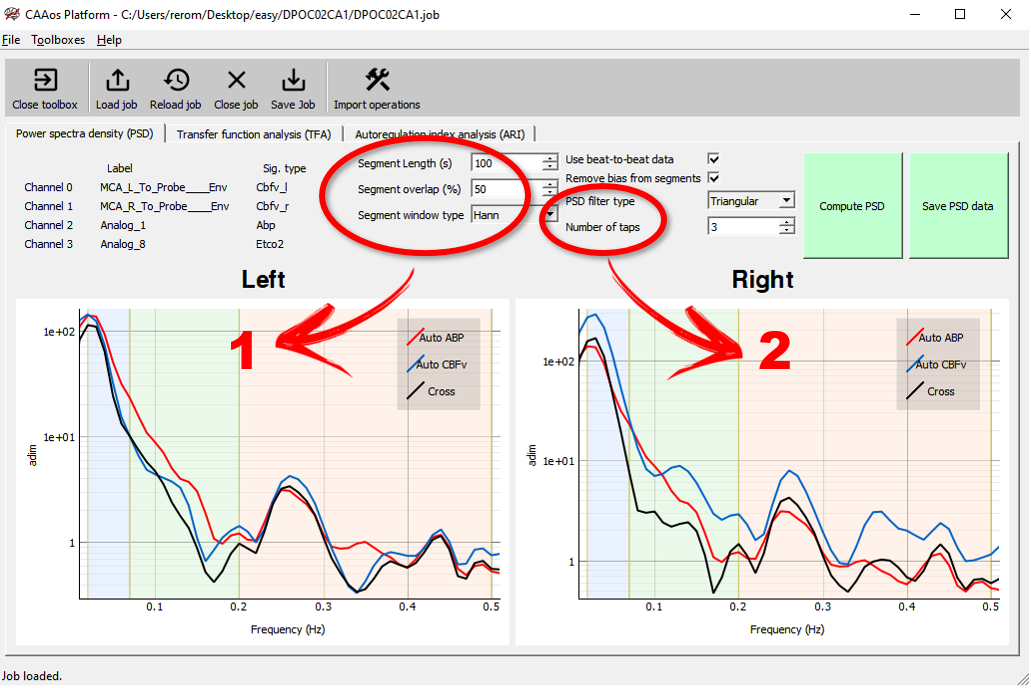 CAAos Platform - C:/Users/rerom/Desktop/easy/DPOC02CA1/DPOC02CA1.job
File Toolboxes Help
Close toolbox Load job Reload job Close job Save Job Import operations
Power spectra density (PSD) Transfer function analysis (TFA) Autoregulation index analysis (ARI)
Label Sig. type
Channel 0 MCA_L_To_Probe____Env Cbfv_l
Channel 1 MCA_R_To_Probe____Env Cbfv_r
Channel 2 Analog_1 Abp
Channel 3 Analog_8 Etco2
Segment Length (s) 100
Segment overlap (%) 50
Segment window type Hann
Use beat-to-beat data
Remove bias from segments
PSD filter type Triangular
Number of taps 3
Compute PSD
Save PSD data
Left
1
1e+02
1e+01
1
adim
Auto ABP
Auto CBFv
Cross
0.1 0.2 0.3 0.4 0.5
Frequency (Hz)
Right
2
1e+02
1e+01
1
adim
Auto ABP
Auto CBFv
Cross
0.1 0.2 0.3 0.4 0.5
Frequency (Hz)
Job loaded.